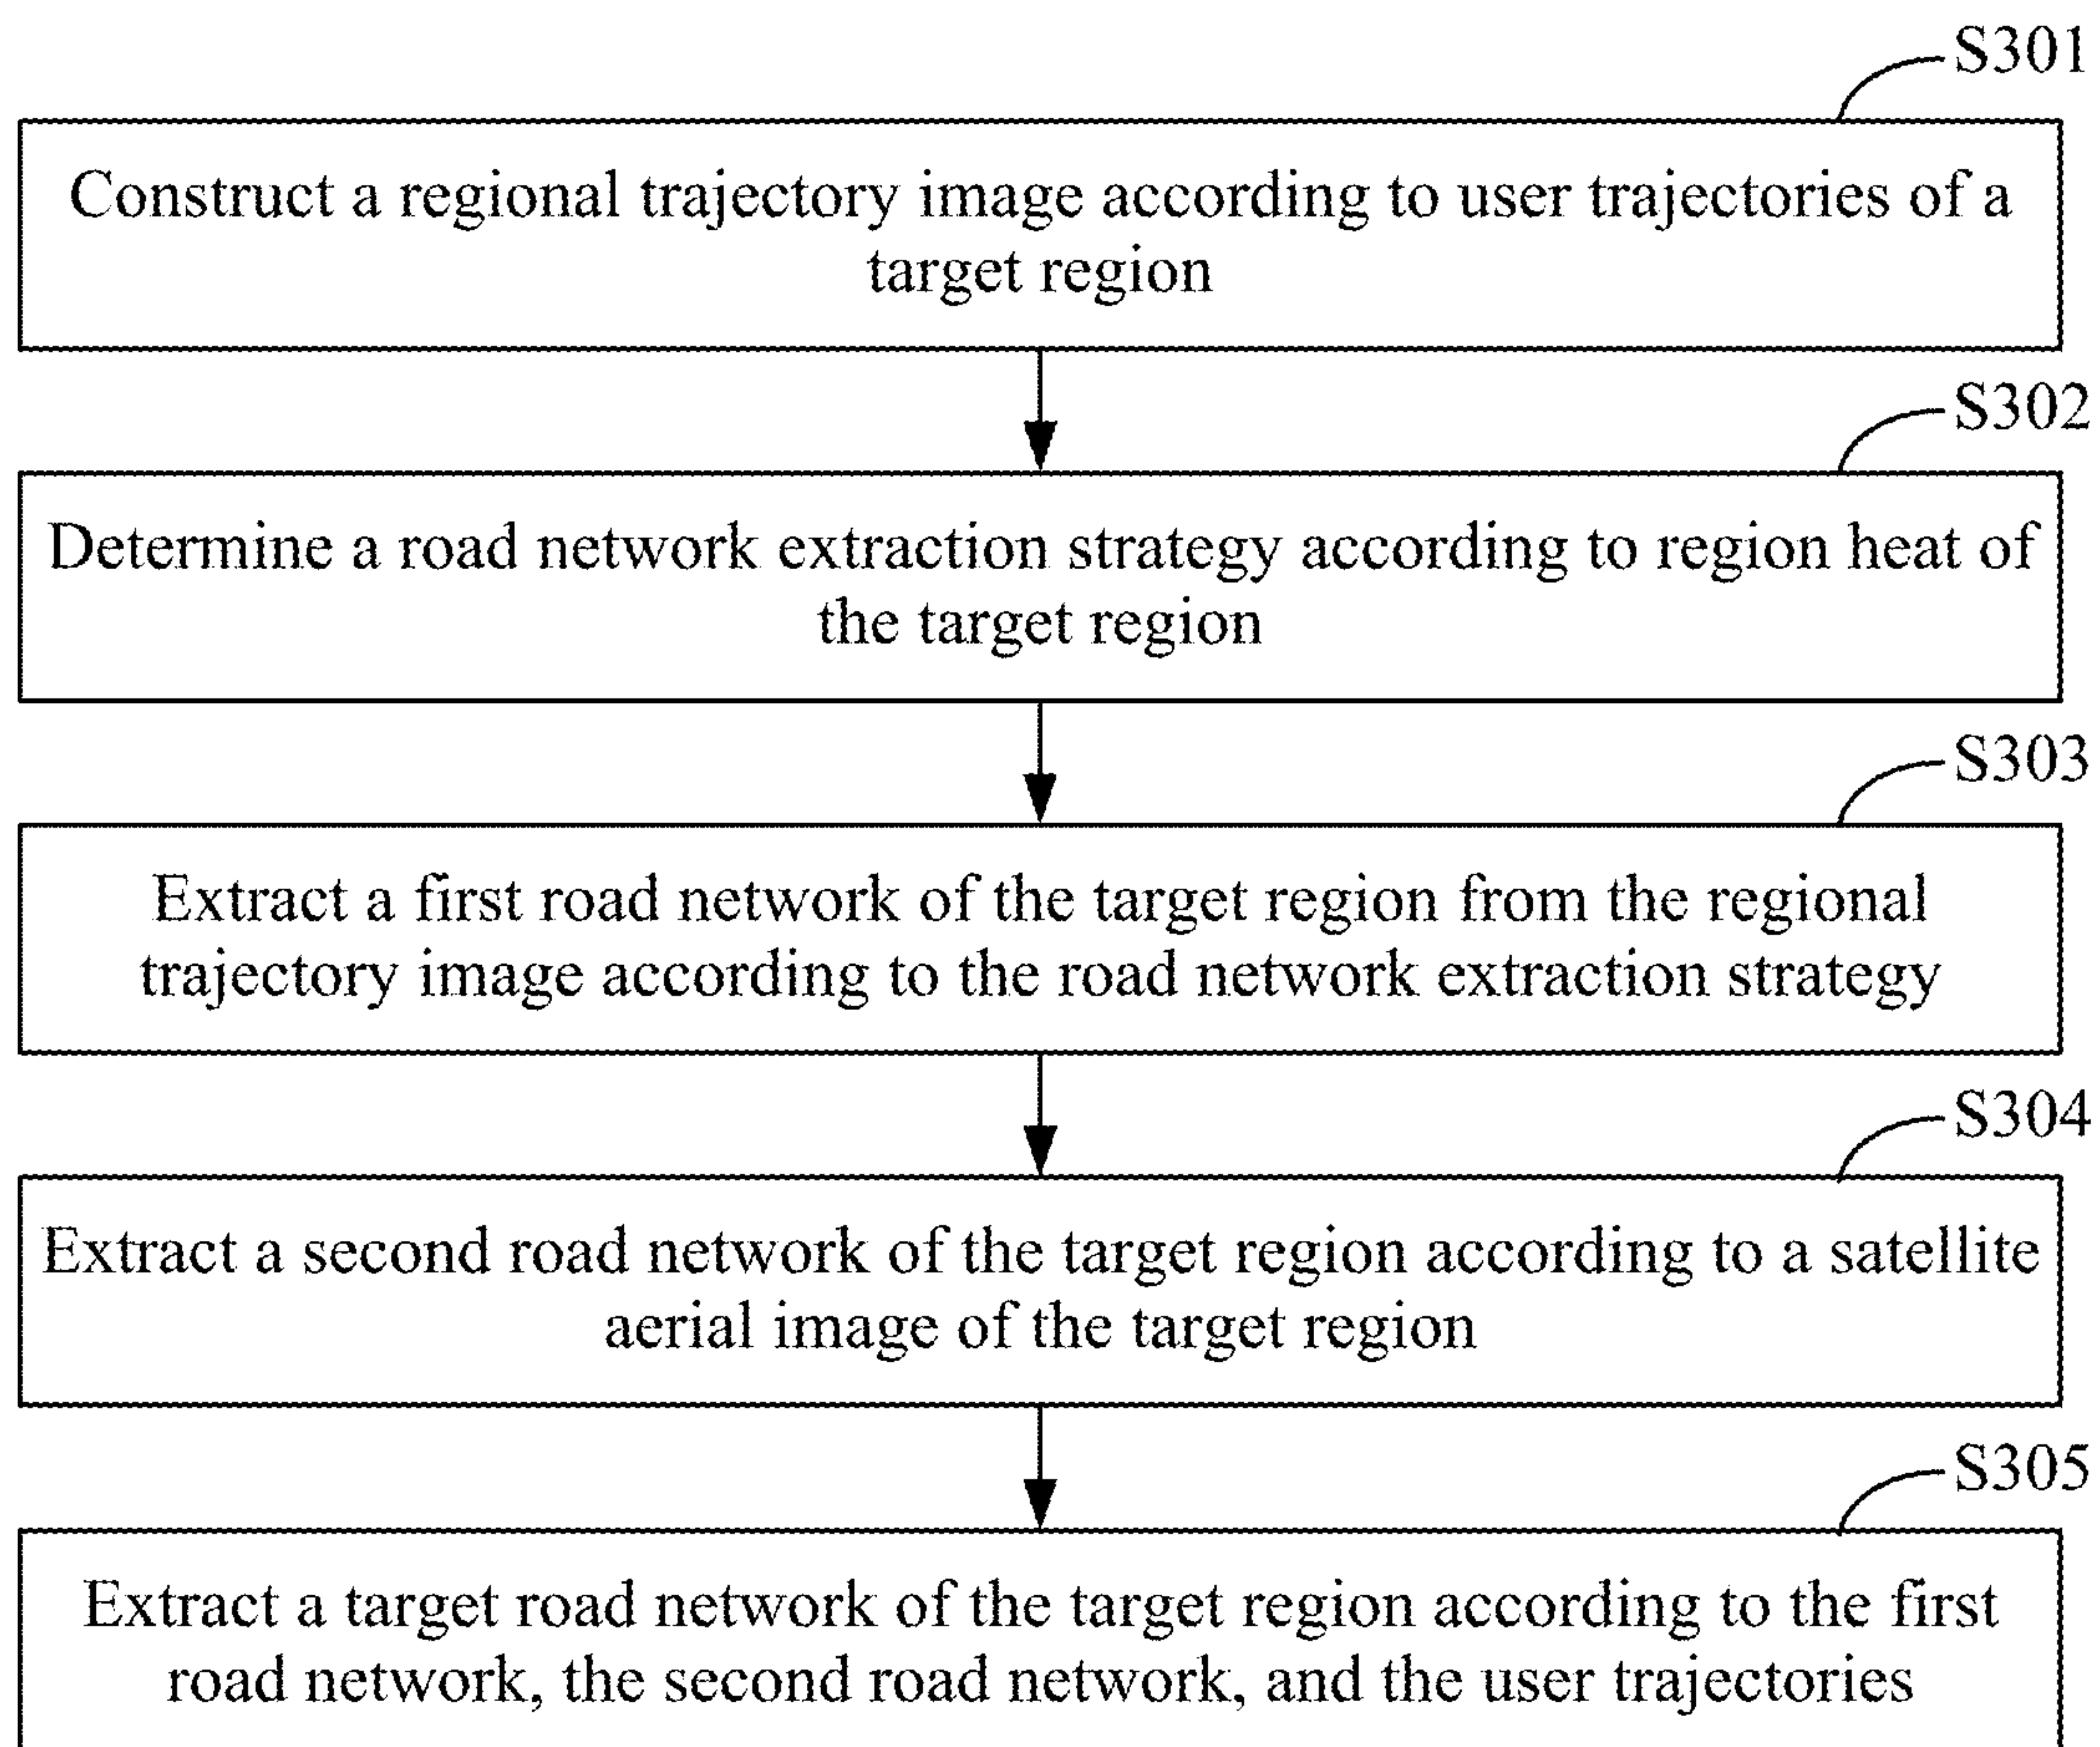 S301
Construct a regional trajectory image according to user trajectories of a
target region
S302
Determine a road network extraction strategy according to region heat of
the target region
S303
Extract a first road network of the target region from the regional
trajectory image according to the road network extraction strategy
S304
Extract a second road network of the target region according to a satellite
aerial image of the target region
S305
Extract a target road network of the target region according to the first
road network, the second road network, and the user trajectories